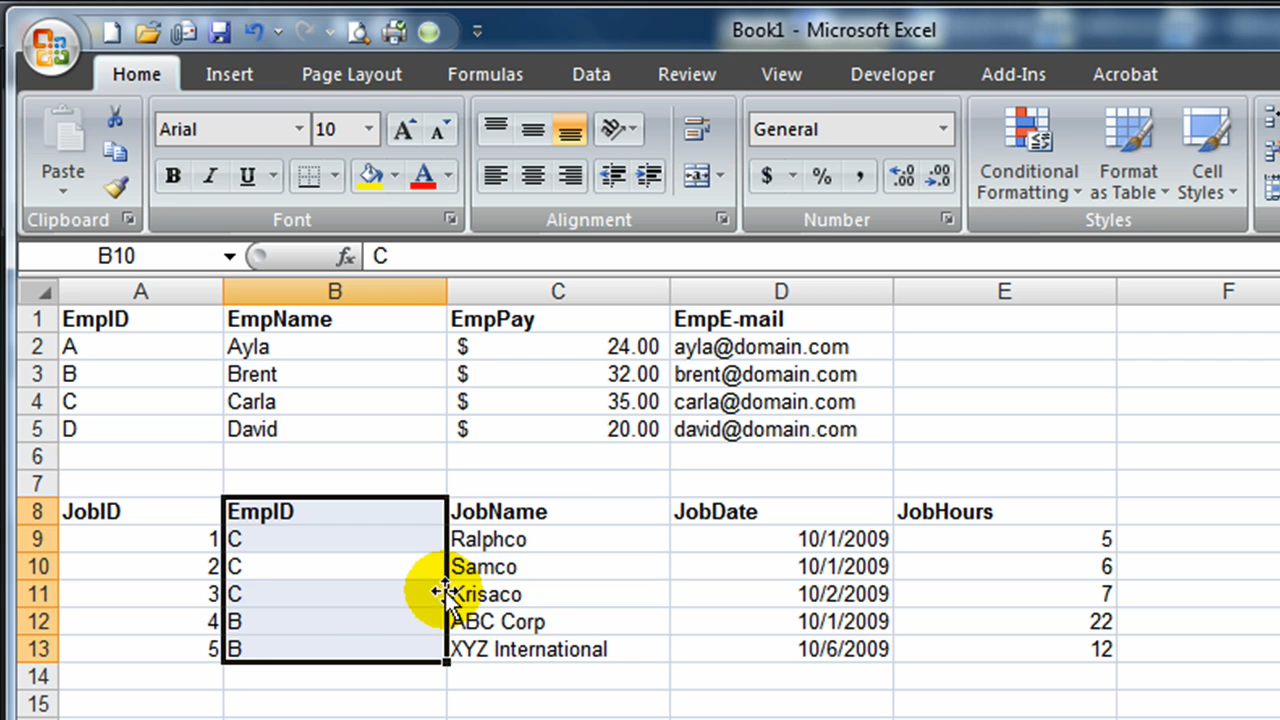 Book1 - Microsoft Excel
Home Insert Page Layout Formulas Data Review View Developer Add-Ins Acrobat
Arial 10 A A General
Paste B I U A $ % , .00 .0 Conditional Formatting Format as Table Cell Styles
Clipboard Font Alignment Number Styles
B10 fx C
A B C D E F
1 EmpID EmpName EmpPay EmpE-mail
2 A Ayla $ 24.00 ayla@domain.com
3 B Brent $ 32.00 brent@domain.com
4 C Carla $ 35.00 carla@domain.com
5 D David $ 20.00 david@domain.com
6
7
8 JobID EmpID JobName JobDate JobHours
9 1 C Ralphco 10/1/2009 5
10 2 C Samco 10/1/2009 6
11 3 C Krisaco 10/2/2009 7
12 4 B ABC Corp 10/1/2009 22
13 5 B XYZ International 10/6/2009 12
14
15